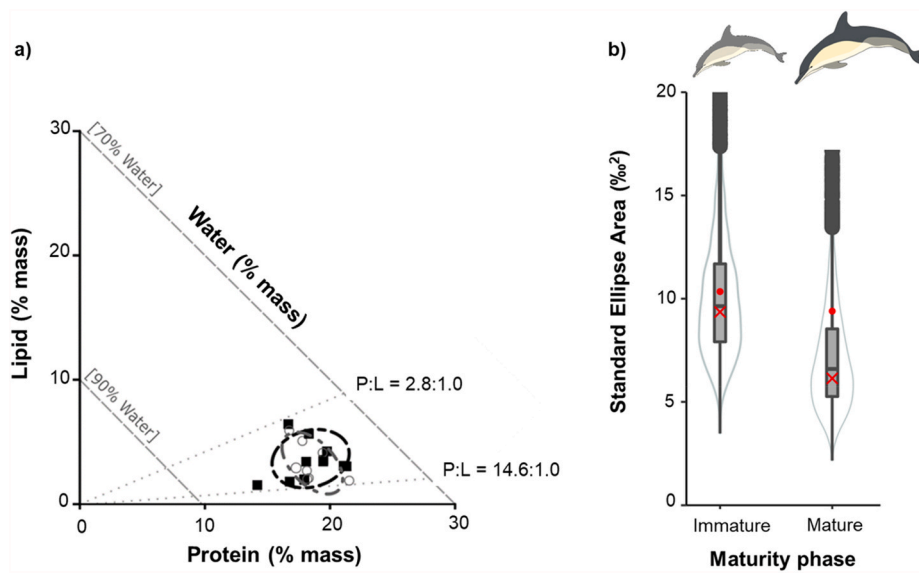 a)
30
20
10
0
0
10
20
30
Lipid (% mass)
Protein (% mass)
[70% Water]
Water (% mass)
[90% Water]
P:L = 2.8:1.0
P:L = 14.6:1.0
b)
20
15
10
5
0
Standard Ellipse Area (‰²)
Immature
Mature
Maturity phase